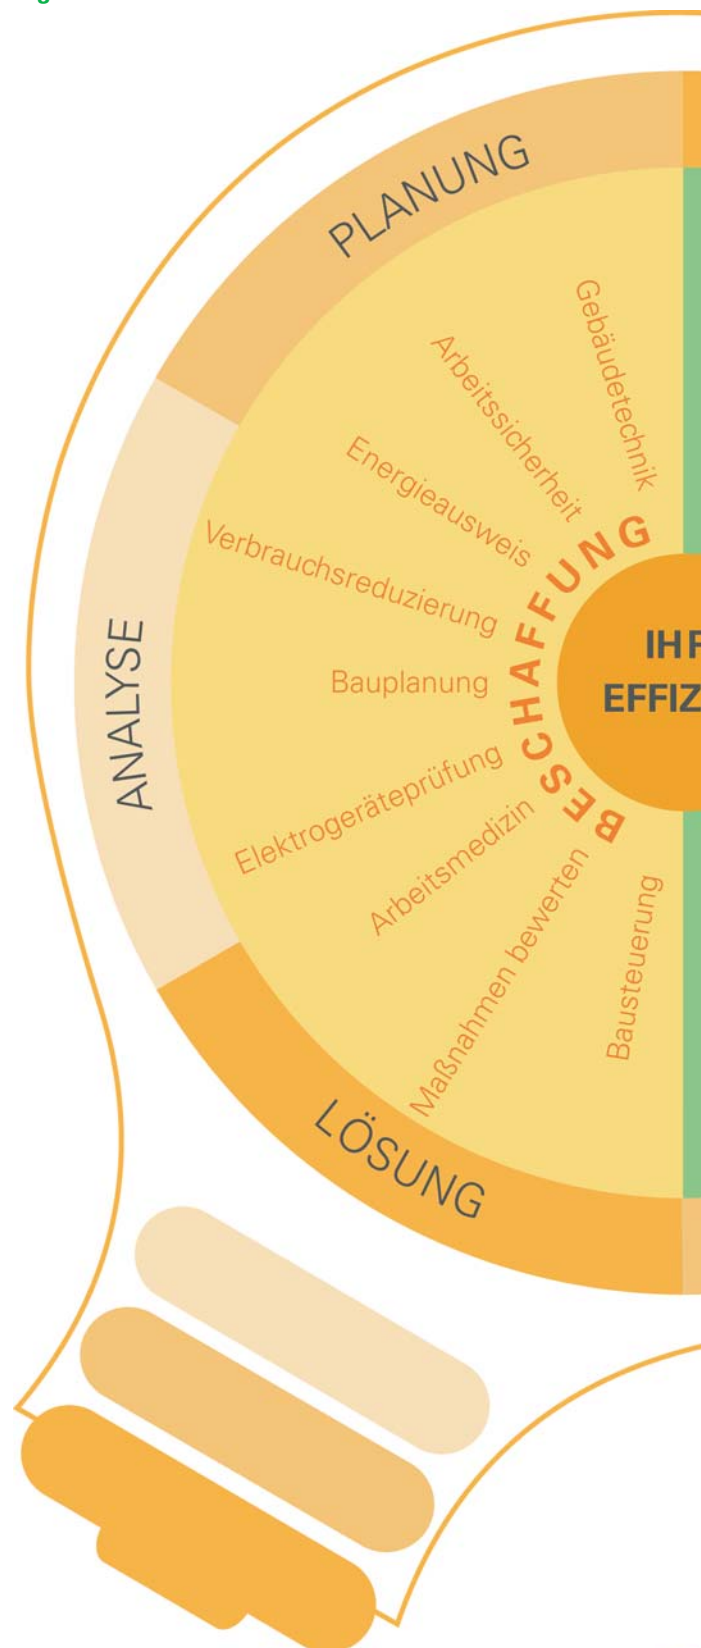 PLANUNG
ANALYSE
LÖSUNG
Gebäudetechnik
Arbeitssicherheit
Energieausweis
Verbrauchsreduzierung
Bauplanung
Elektrogeräteprüfung
Arbeitsmedizin
Maßnahmen bewerten
Bausteuerung
BESCHAFFUNG